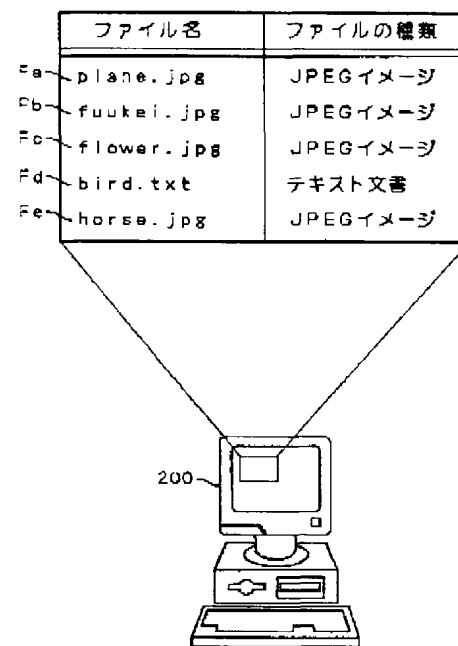 ファイル名 ファイルの種類
Fa plane.jpg JPEGイメージ
Fb fuukei.jpg JPEGイメージ
Fc flower.jpg JPEGイメージ
Fd bird.txt テキスト文書
Fe horse.jpg JPEGイメージ
200